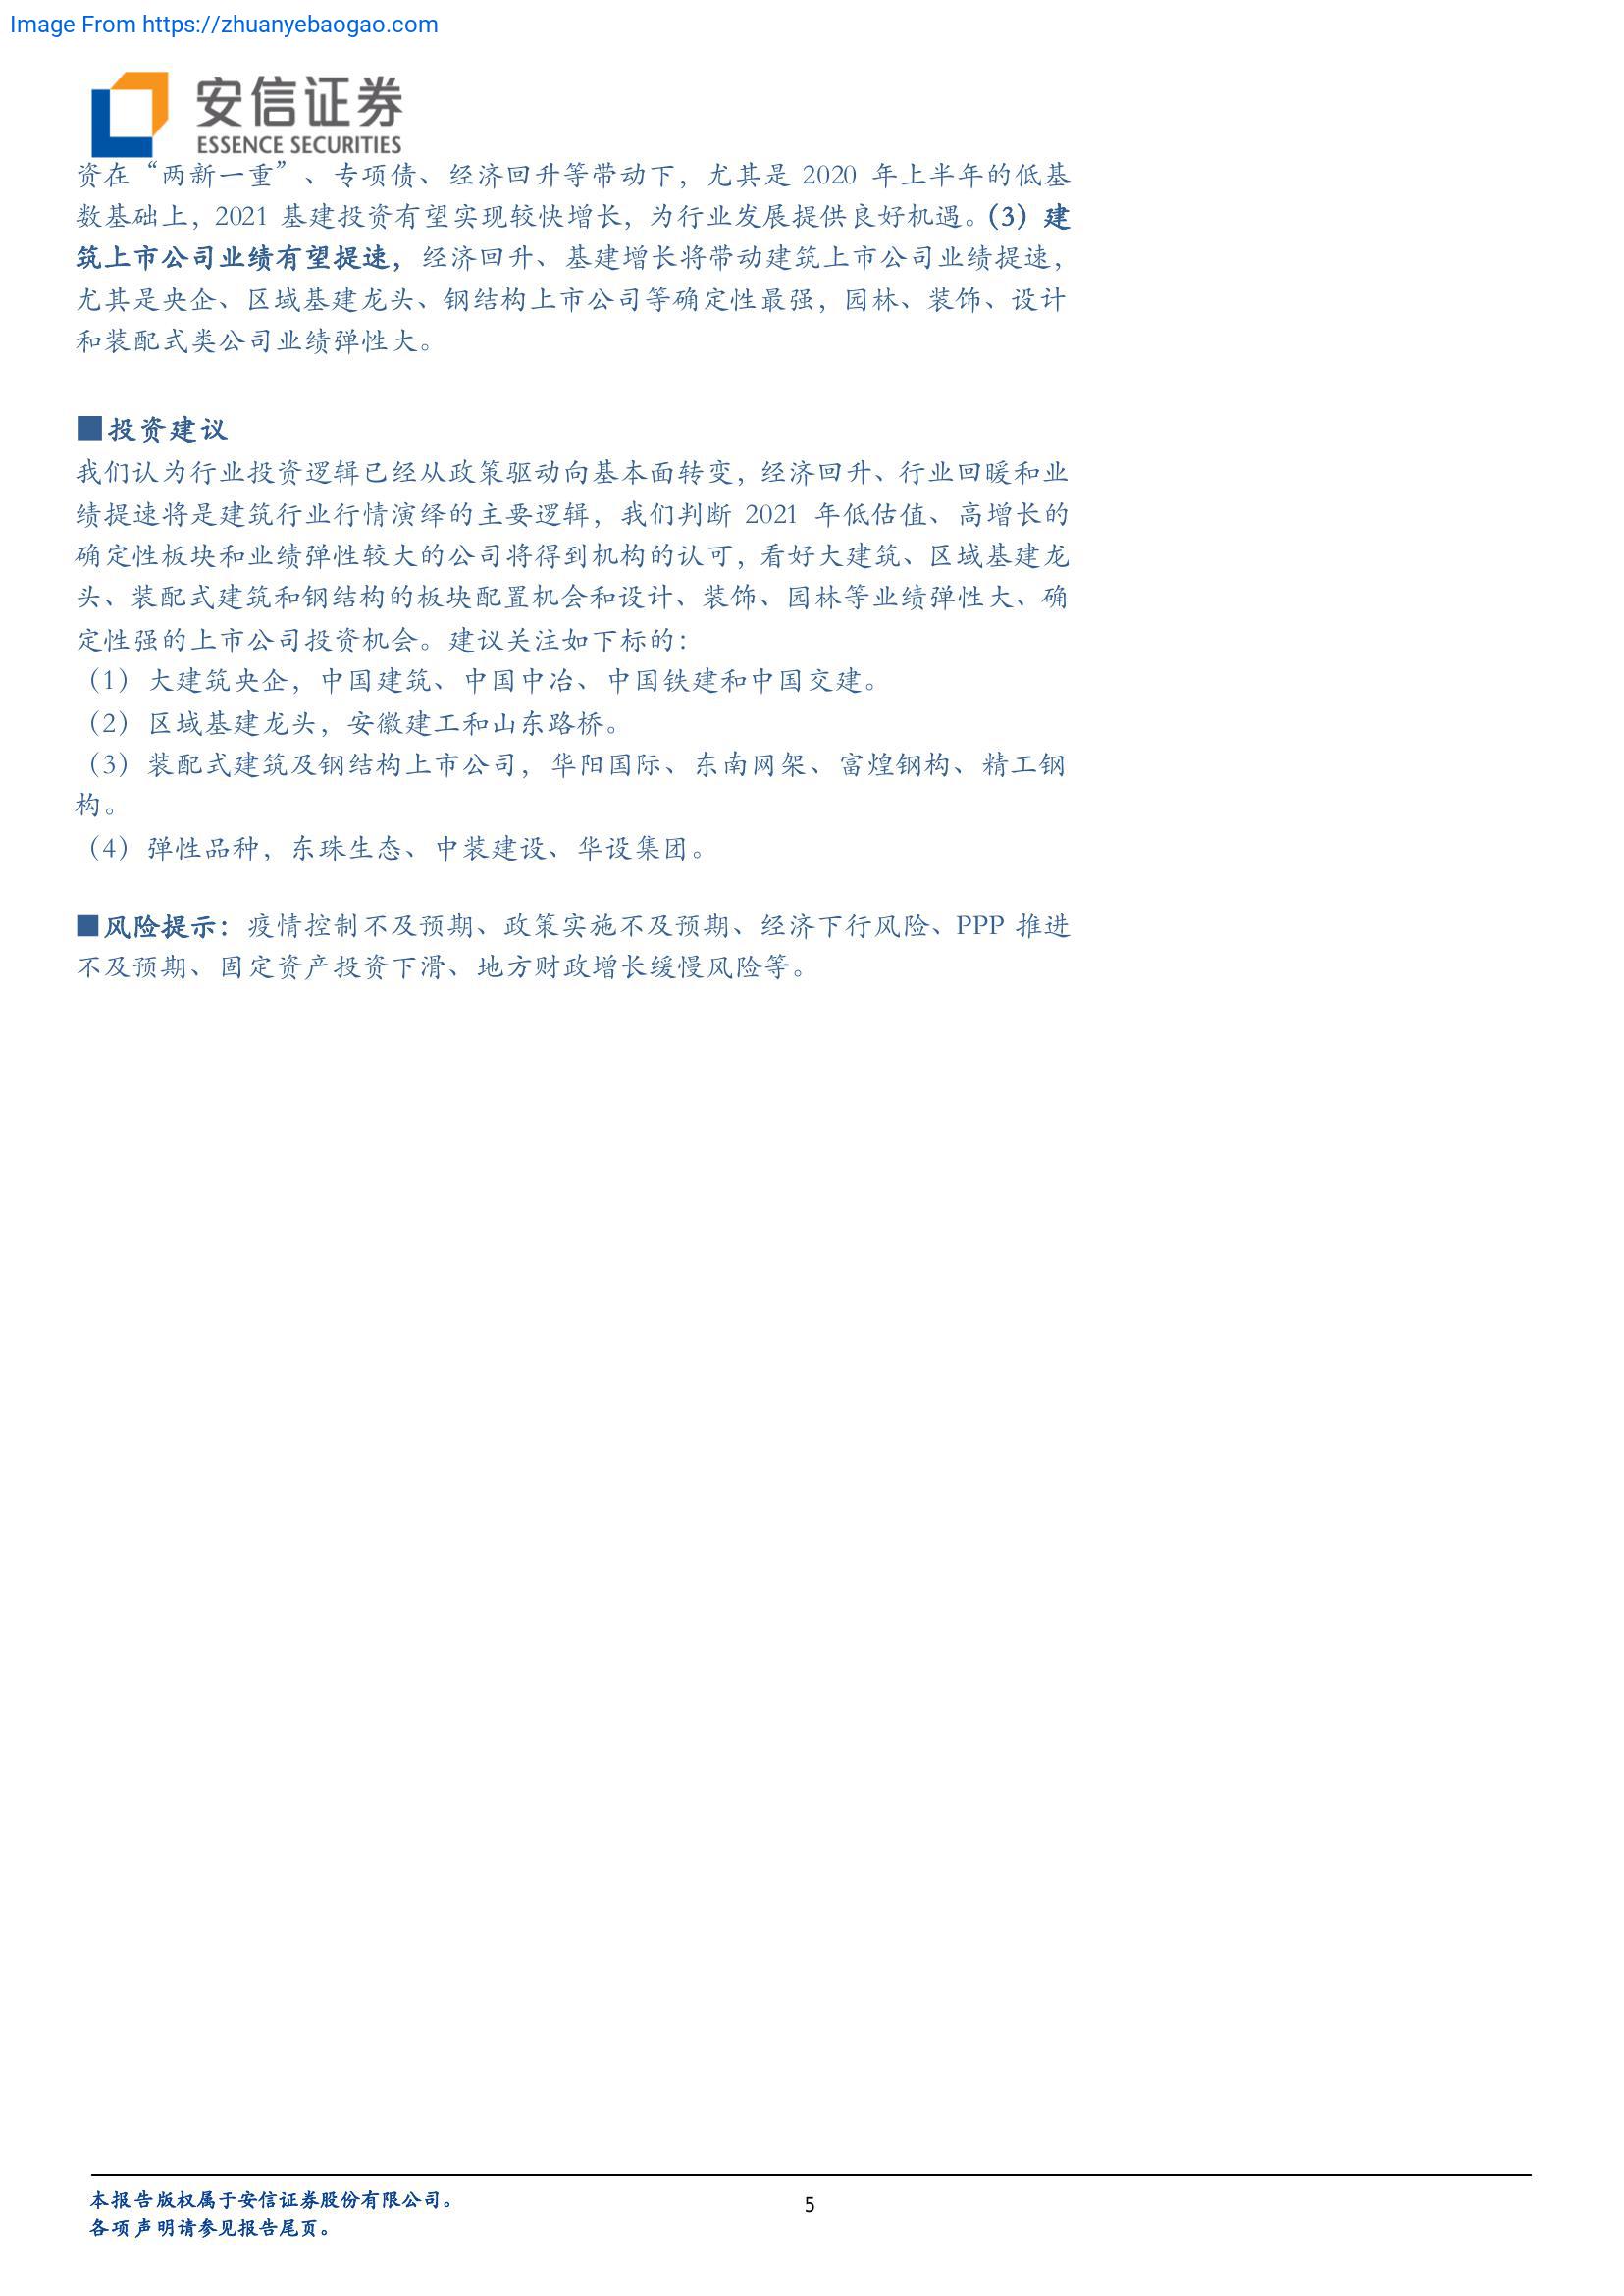 Image From https://zhuanyebaogao.com
安信证券
ESSENCE SECURITIES
资在“两新一重”、专项债、经济回升等带动下，尤其是 2020 年上半年的低基
数基础上，2021 基建投资有望实现较快增长，为行业发展提供良好机遇。（3）建
筑上市公司业绩有望提速，经济回升、基建增长将带动建筑上市公司业绩提速，
尤其是央企、区域基建龙头、钢结构上市公司等确定性最强，园林、装饰、设计
和装配式类公司业绩弹性大。
■投资建议
我们认为行业投资逻辑已经从政策驱动向基本面转变，经济回升、行业回暖和业
绩提速将是建筑行业行情演绎的主要逻辑，我们判断 2021 年低估值、高增长的
确定性板块和业绩弹性较大的公司将得到机构的认可，看好大建筑、区域基建龙
头、装配式建筑和钢结构的板块配置机会和设计、装饰、园林等业绩弹性大、确
定性强的上市公司投资机会。建议关注如下标的：
（1）大建筑央企，中国建筑、中国中冶、中国铁建和中国交建。
（2）区域基建龙头，安徽建工和山东路桥。
（3）装配式建筑及钢结构上市公司，华阳国际、东南网架、富煌钢构、精工钢
构。
（4）弹性品种，东珠生态、中装建设、华设集团。
■风险提示：疫情控制不及预期、政策实施不及预期、经济下行风险、PPP 推进
不及预期、固定资产投资下滑、地方财政增长缓慢风险等。
本报告版权属于安信证券股份有限公司。
5
各项声明请参见报告尾页。